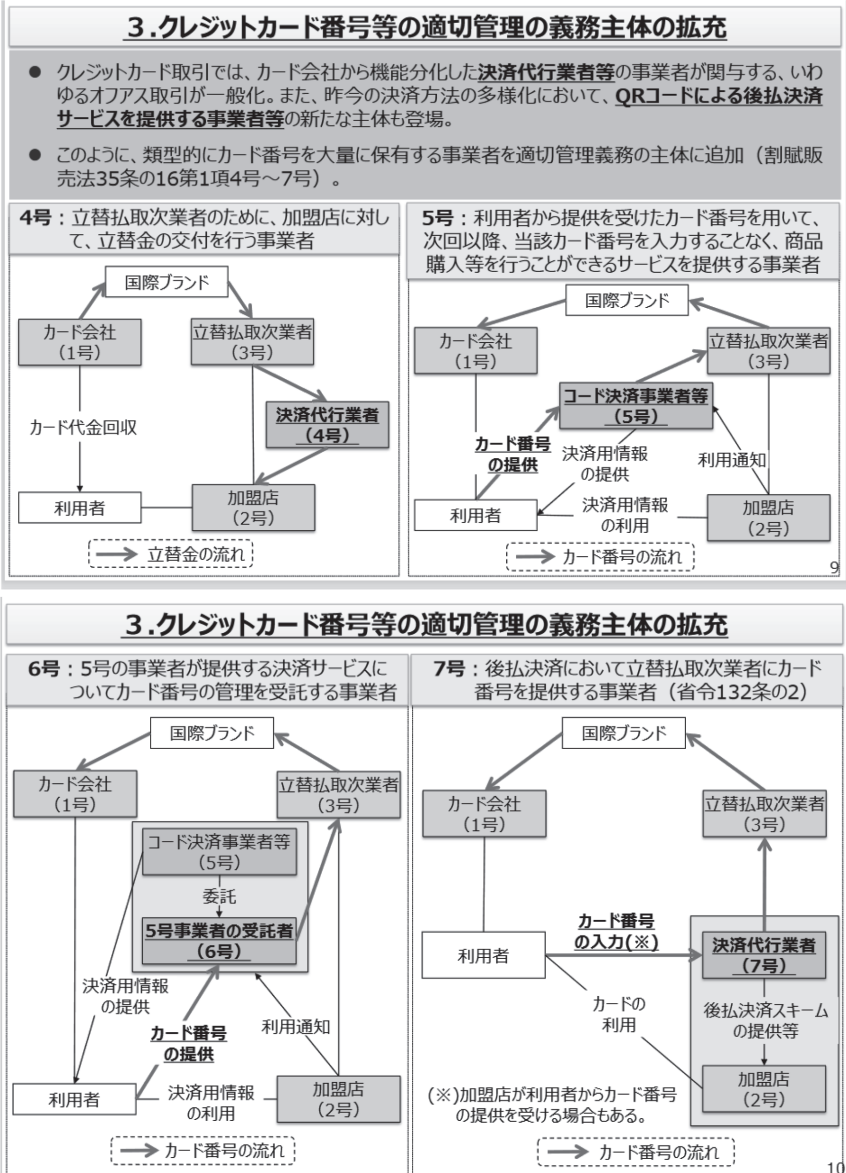 ３.クレジットカード番号等の適切管理の義務主体の拡充
● クレジットカード取引では、カード会社から機能分化した決済代行業者等の事業者が関与する、いわ
ゆるオフアス取引が一般化。また、昨今の決済方法の多様化において、QRコードによる後払決済
サービスを提供する事業者等の新たな主体も登場。
● このように、類型的にカード番号を大量に保有する事業者を適切管理義務の主体に追加（割賦販
売法35条の16第1項4号～7号）。
4号：立替払取次業者のために、加盟店に対し
て、立替金の交付を行う事業者
国際ブランド
カード会社
（1号）
立替払取次業者
（3号）
決済代行業者
（4号）
カード代金回収
利用者
加盟店
（2号）
立替金の流れ
5号：利用者から提供を受けたカード番号を用いて、
次回以降、当該カード番号を入力することなく、商品
購入等を行うことができるサービスを提供する事業者
国際ブランド
カード会社
（1号）
立替払取次業者
（3号）
コード決済事業者等
（5号）
カード番号
の提供
決済用情報
の提供
利用通知
利用者
決済用情報
の利用
加盟店
（2号）
カード番号の流れ
9
３.クレジットカード番号等の適切管理の義務主体の拡充
6号：5号の事業者が提供する決済サービスに
ついてカード番号の管理を受託する事業者
国際ブランド
カード会社
（1号）
立替払取次業者
（3号）
コード決済事業者等
（5号）
委託
5号事業者の受託者
（6号）
決済用情報
の提供
カード番号
の提供
利用通知
利用者
決済用情報
の利用
加盟店
（2号）
カード番号の流れ
7号：後払決済において立替払取次業者にカード
番号を提供する事業者（省令132条の2）
国際ブランド
カード会社
（1号）
立替払取次業者
（3号）
カード番号
の入力(※)
利用者
決済代行業者
（7号）
カードの
利用
後払決済スキーム
の提供等
加盟店
（2号）
(※)加盟店が利用者からカード番号
の提供を受ける場合もある。
カード番号の流れ
10